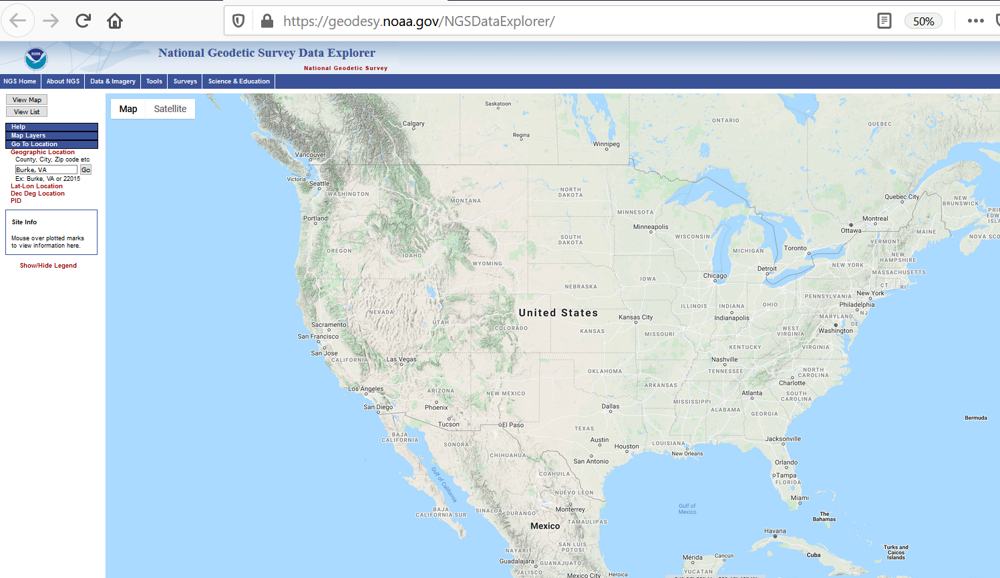 https://geodesy.noaa.gov/NGSDataExplorer/
50%
NOAA
National Geodetic Survey Data Explorer
National Geodetic Survey
NGS Home
About NGS
Data & Imagery
Tools
Surveys
Science & Education
View Map
View List
Help
Map Layers
Go To Location
Geographic Location
County, City, Zip code etc
Burke, VA
Go
Ex: Burke, VA or 22015
Lat-Lon Location
Dec Deg Location
PID
Site Info
Mouse over plotted marks
to view information here.
Show/Hide Legend
Map
Satellite
Saskatoon
Calgary
ONTARIO
QUEBEC
Regina
Winnipeg
Vancouver
Victoria
Seattle
WASHINGTON
MONTANA
NORTH
DAKOTA
Quebec City
NEW
BRUNSWICK
MINNESOTA
Portland
Montreal
Ottawa
Minneapolis
WISCONSIN
MAINE
NOVA SCO
PRI
EDW
ISLA
SOUTH
DAKOTA
OREGON
IDAHO
MICHIGAN
Toronto
VERMONT
NEW
HAMPSHIRE
WYOMING
NEW YORK
MASSACHUSETTS
Detroit
Chicago
IOWA
CT
RI
NEBRASKA
PENNSYLVANIA
New York
ILLINOIS
INDIANA
OHIO
Philadelphia
NEVADA
UTAH
United States
Kansas City
Indianapolis
MARYLAND
NJ
DE
Sacramento
San Francisco
COLORADO
KANSAS
MISSOURI
WEST
VIRGINIA
Washington
San Jose
CALIFORNIA
Las Vegas
KENTUCKY
VIRGINIA
Nashville
TENNESSEE
OKLAHOMA
NORTH
CAROLINA
Charlotte
Los Angeles
ARIZONA
NEW MEXICO
ARKANSAS
Atlanta
SOUTH
CAROLINA
San Diego
Phoenix
Dallas
MISSISSIPPI
ALABAMA
GEORGIA
Bermuda
Tucson
El Paso
TEXAS
BAJA
CALIFORNIA
SONORA
Austin
Houston
LOUISIANA
Jacksonville
New Orleans
CHIHUAHUA
San Antonio
Orlando
Gulf of California
COAHUILA
Tampa
FLORIDA
NUEVO LEON
Miami
Gulf of
Mexico
BAJA
CALIFORNIA SUR
SINALOA
DURANGO
Monterrey
TAMAULIPAS
The
Bahamas
Mexico
Havana
SAN LUIS
POTOSI
NAYARIT
Turks and
Caicos
Islands
Cuba
Mérida
Cancún
Guadalajara
GUANAJUATO
JALISCO
Mexico City
Heroica
YUCATAN